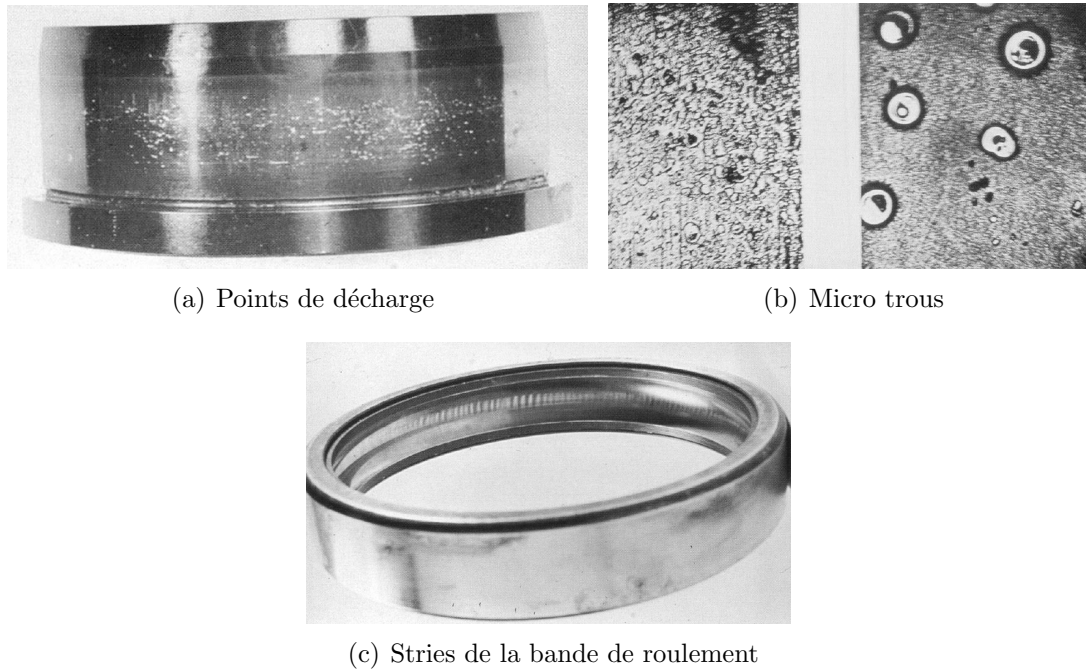 (a) Points de décharge
(b) Micro trous
(c) Stries de la bande de roulement